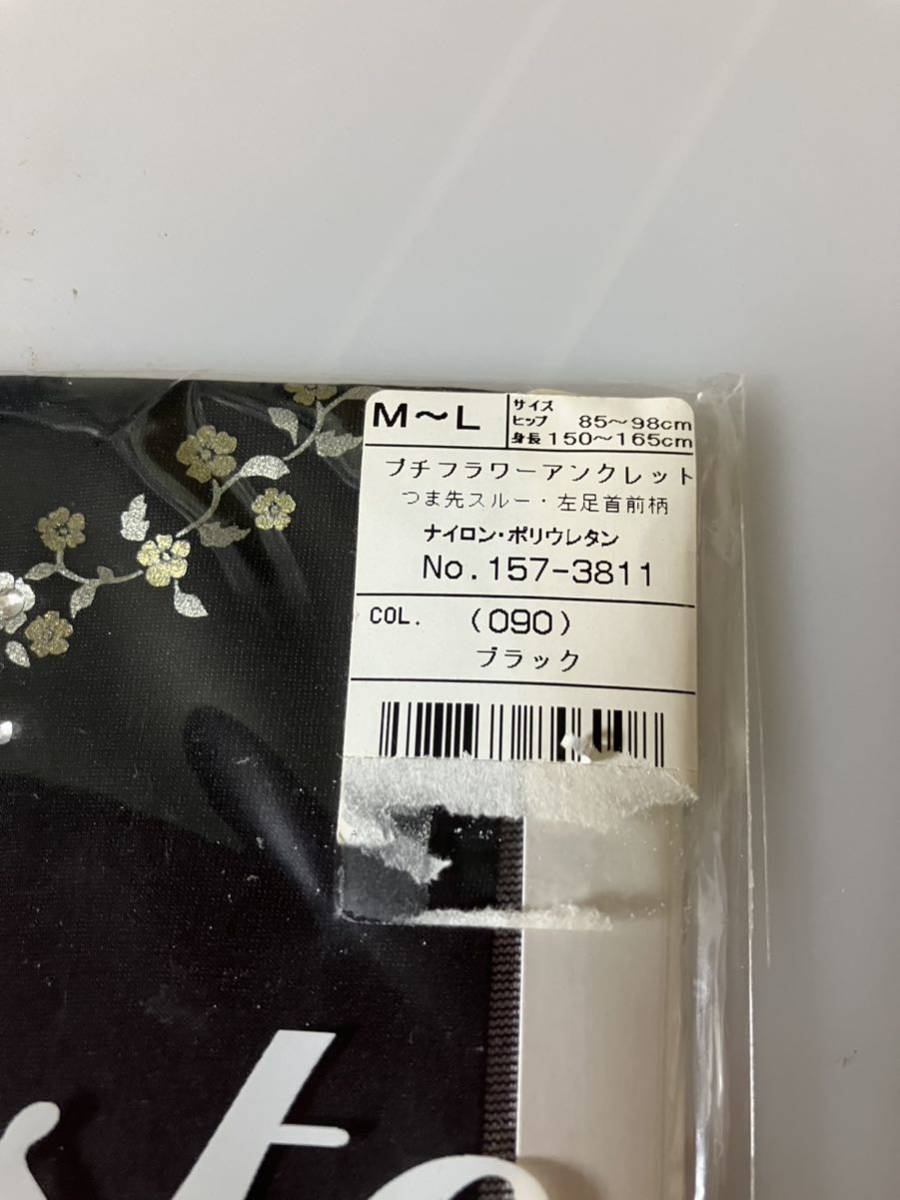 M～L
サイズ
ヒップ 85～98cm
身長 150～165cm
プチフラワーアンクレット
つま先スルー・左足首前柄
ナイロン・ポリウレタン
No.157-3811
COL. (090)
ブラック